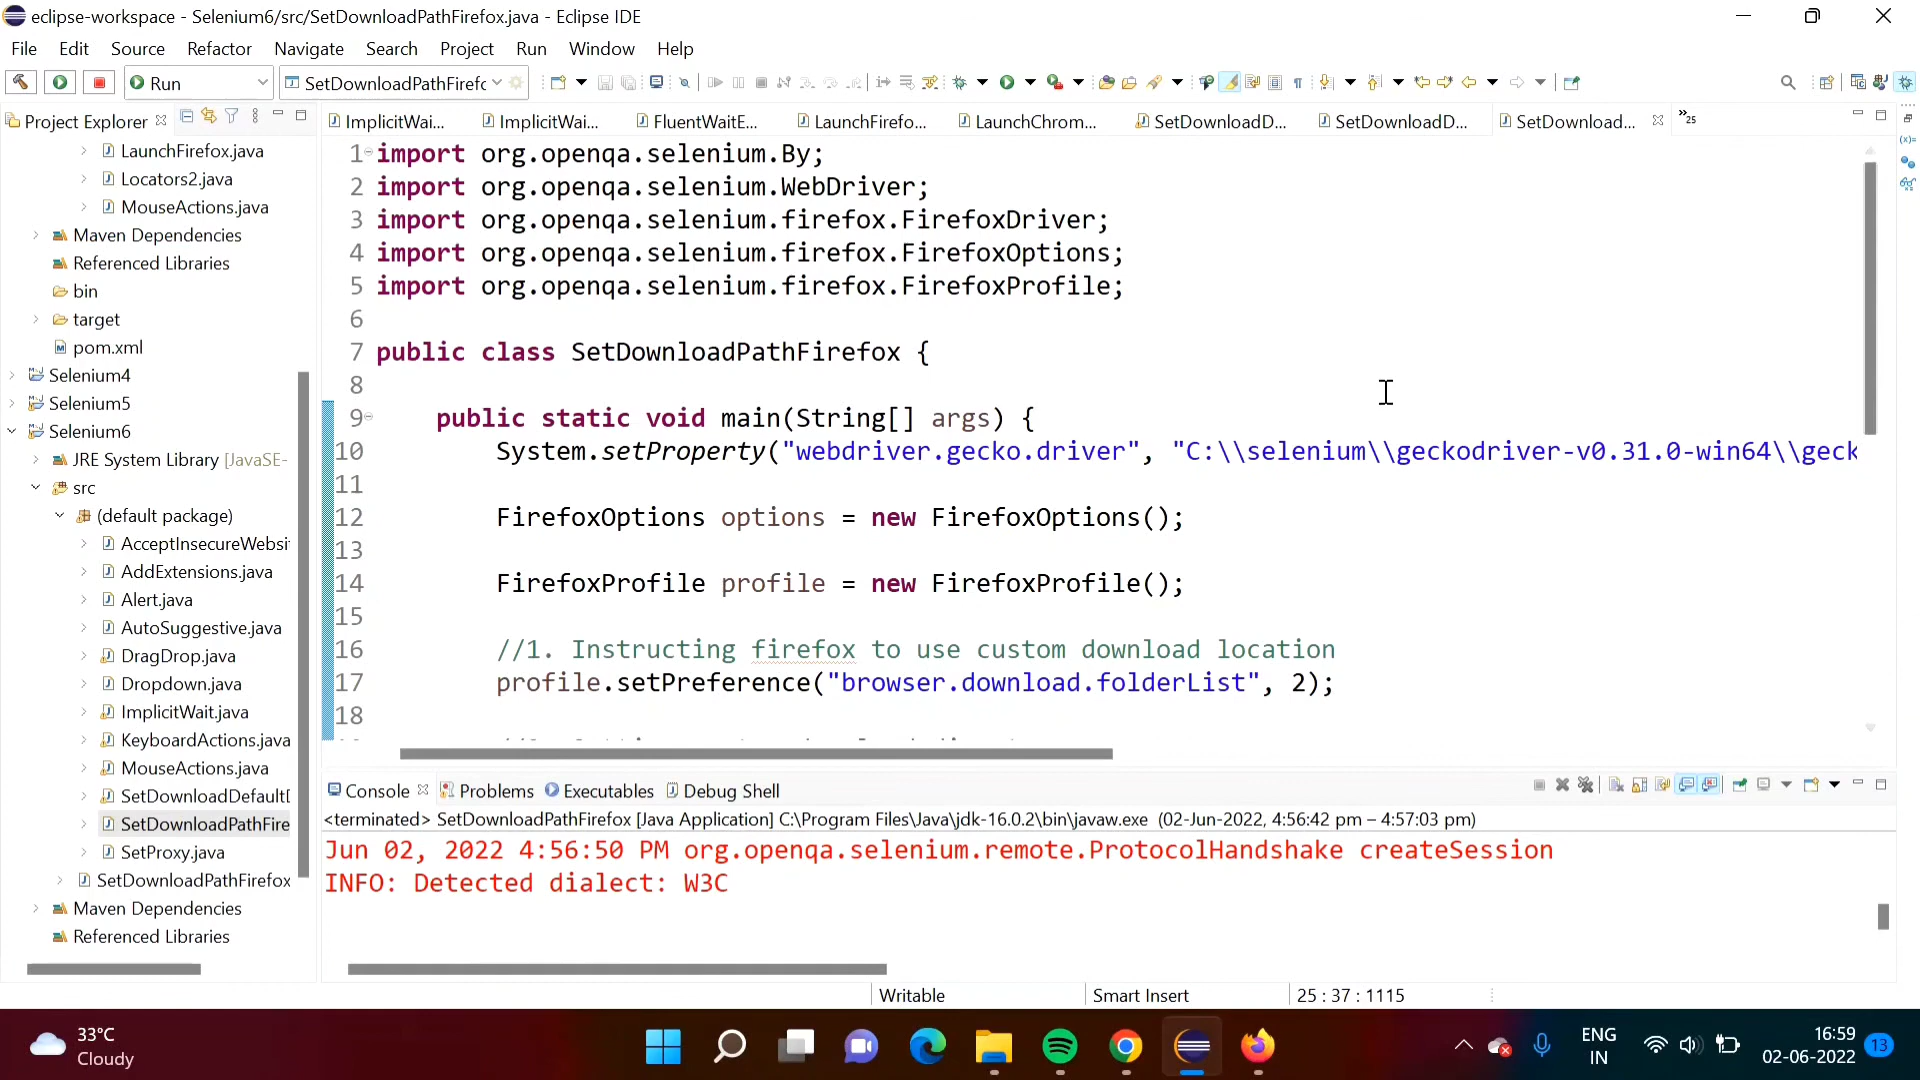 eclipse-workspace - Selenium6/src/SetDownloadPathFirefox.java - Eclipse IDE
File Edit Source Refactor Navigate Search Project Run Window Help
Run SetDownloadPathFirefc
Project Explorer
ImplicitWai... ImplicitWai... FluentWaitE... LaunchFirefo... LaunchChrom... SetDownloadD... SetDownloadD... SetDownload... »25
LaunchFirefox.java
Locators2.java
MouseActions.java
Maven Dependencies
Referenced Libraries
bin
target
pom.xml
Selenium4
Selenium5
Selenium6
JRE System Library [JavaSE-
src
(default package)
AcceptInsecureWebsi
AddExtensions.java
Alert.java
AutoSuggestive.java
DragDrop.java
Dropdown.java
ImplicitWait.java
KeyboardActions.java
MouseActions.java
SetDownloadDefault
SetDownloadPathFire
SetProxy.java
SetDownloadPathFirefox
Maven Dependencies
Referenced Libraries
1 import org.openqa.selenium.By;
2 import org.openqa.selenium.WebDriver;
3 import org.openqa.selenium.firefox.FirefoxDriver;
4 import org.openqa.selenium.firefox.FirefoxOptions;
5 import org.openqa.selenium.firefox.FirefoxProfile;
6
7 public class SetDownloadPathFirefox {
8
9 public static void main(String[] args) {
10 System.setProperty("webdriver.gecko.driver", "C:\\selenium\\geckodriver-v0.31.0-win64\\geck
11
12 FirefoxOptions options = new FirefoxOptions();
13
14 FirefoxProfile profile = new FirefoxProfile();
15
16 //1. Instructing firefox to use custom download location
17 profile.setPreference("browser.download.folderList", 2);
18
Console Problems Executables Debug Shell
<terminated> SetDownloadPathFirefox [Java Application] C:\Program Files\Java\jdk-16.0.2\bin\javaw.exe (02-Jun-2022, 4:56:42 pm – 4:57:03 pm)
Jun 02, 2022 4:56:50 PM org.openqa.selenium.remote.ProtocolHandshake createSession
INFO: Detected dialect: W3C
Writable Smart Insert 25 : 37 : 1115
33°C
Cloudy
ENG
IN
16:59
02-06-2022
13